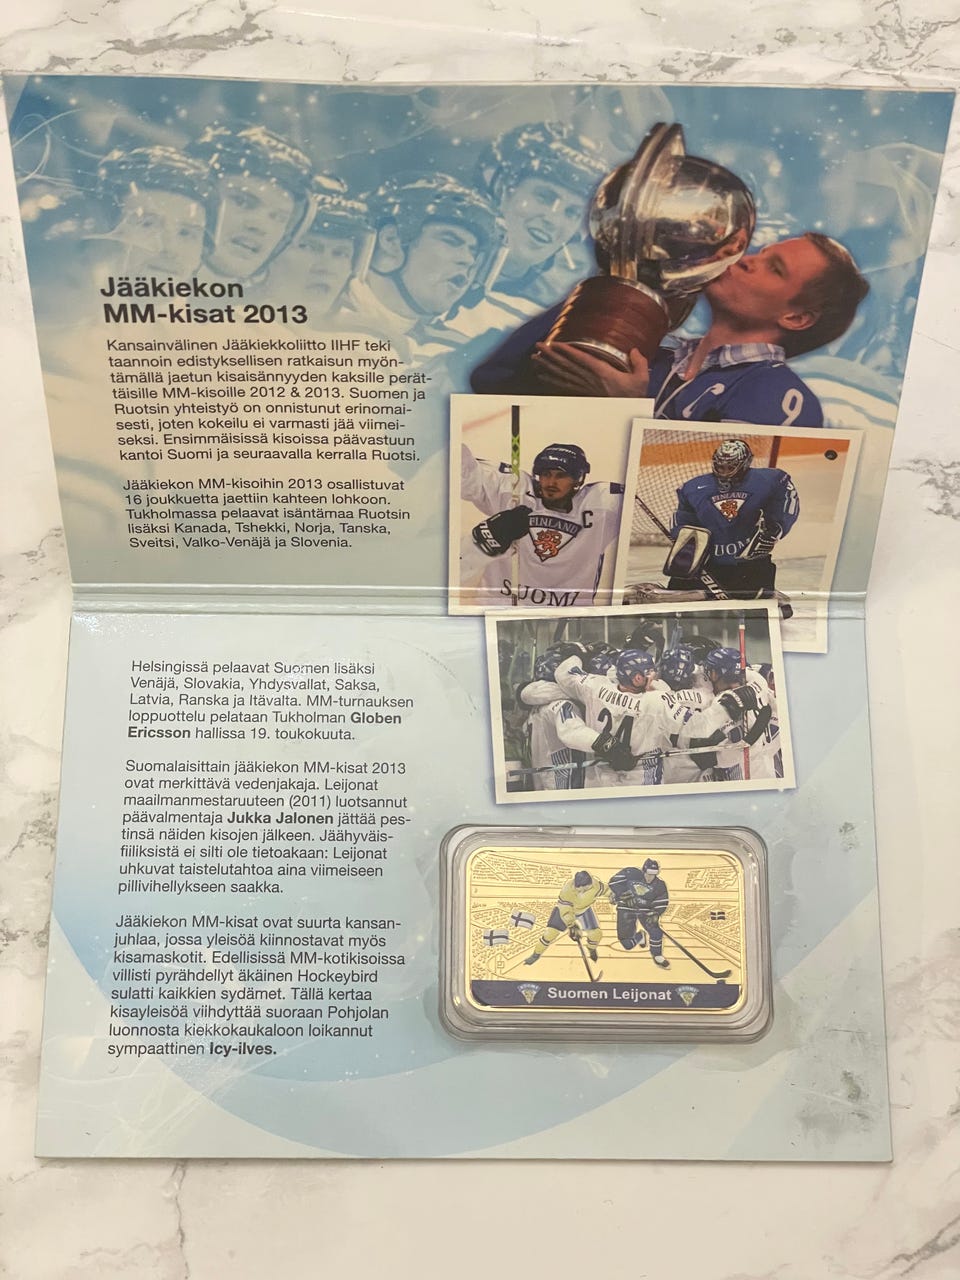 Jääkiekon
MM-kisat 2013
Kansainvälinen Jääkiekkoliitto IIHF teki
taannoin edistyksellisen ratkaisun myön-
tämällä jaetun kisaisännyyden kaksille perät-
täisille MM-kisoille 2012 & 2013. Suomen ja
Ruotsin yhteistyö on onnistunut erinomai-
sesti, joten kokeilu ei varmasti jää viimei-
seksi. Ensimmäisissä kisoissa päävastuun
kantoi Suomi ja seuraavalla kerralla Ruotsi.
Jääkiekon MM-kisoihin 2013 osallistuvat
16 joukkuetta jaettiin kahteen lohkoon.
Tukholmassa pelaavat isäntämaa Ruotsin
lisäksi Kanada, Tshekki, Norja, Tanska,
Sveitsi, Valko-Venäjä ja Slovenia.
C
9
C
FINLAND
SUOMI
FINLAND
SUOMI
Helsingissä pelaavat Suomen lisäksi
Venäjä, Slovakia, Yhdysvallat, Saksa,
Latvia, Ranska ja Itävalta. MM-turnauksen
loppuottelu pelataan Tukholman Globen
Ericsson hallissa 19. toukokuuta.
Suomalaisittain jääkiekon MM-kisat 2013
ovat merkittävä vedenjakaja. Leijonat
maailmanmestaruuteen (2011) luotsannut
päävalmentaja Jukka Jalonen jättää pes-
tinsä näiden kisojen jälkeen. Jäähyväis-
fiiliksistä ei silti ole tietoakaan: Leijonat
uhkuvat taistelutahtoa aina viimeiseen
pillivihellykseen saakka.
Jääkiekon MM-kisat ovat suurta kansan-
juhlaa, jossa yleisöä kiinnostavat myös
kisamaskotit. Edellisissä MM-kotikisoissa
villisti pyrähdellyt äkäinen Hockeybird
sulatti kaikkien sydämet. Tällä kertaa
kisayleisöä viihdyttää suoraan Pohjolan
luonnosta kiekkokaukaloon loikannut
sympaattinen Icy-ilves.
24
Suomen Leijonat